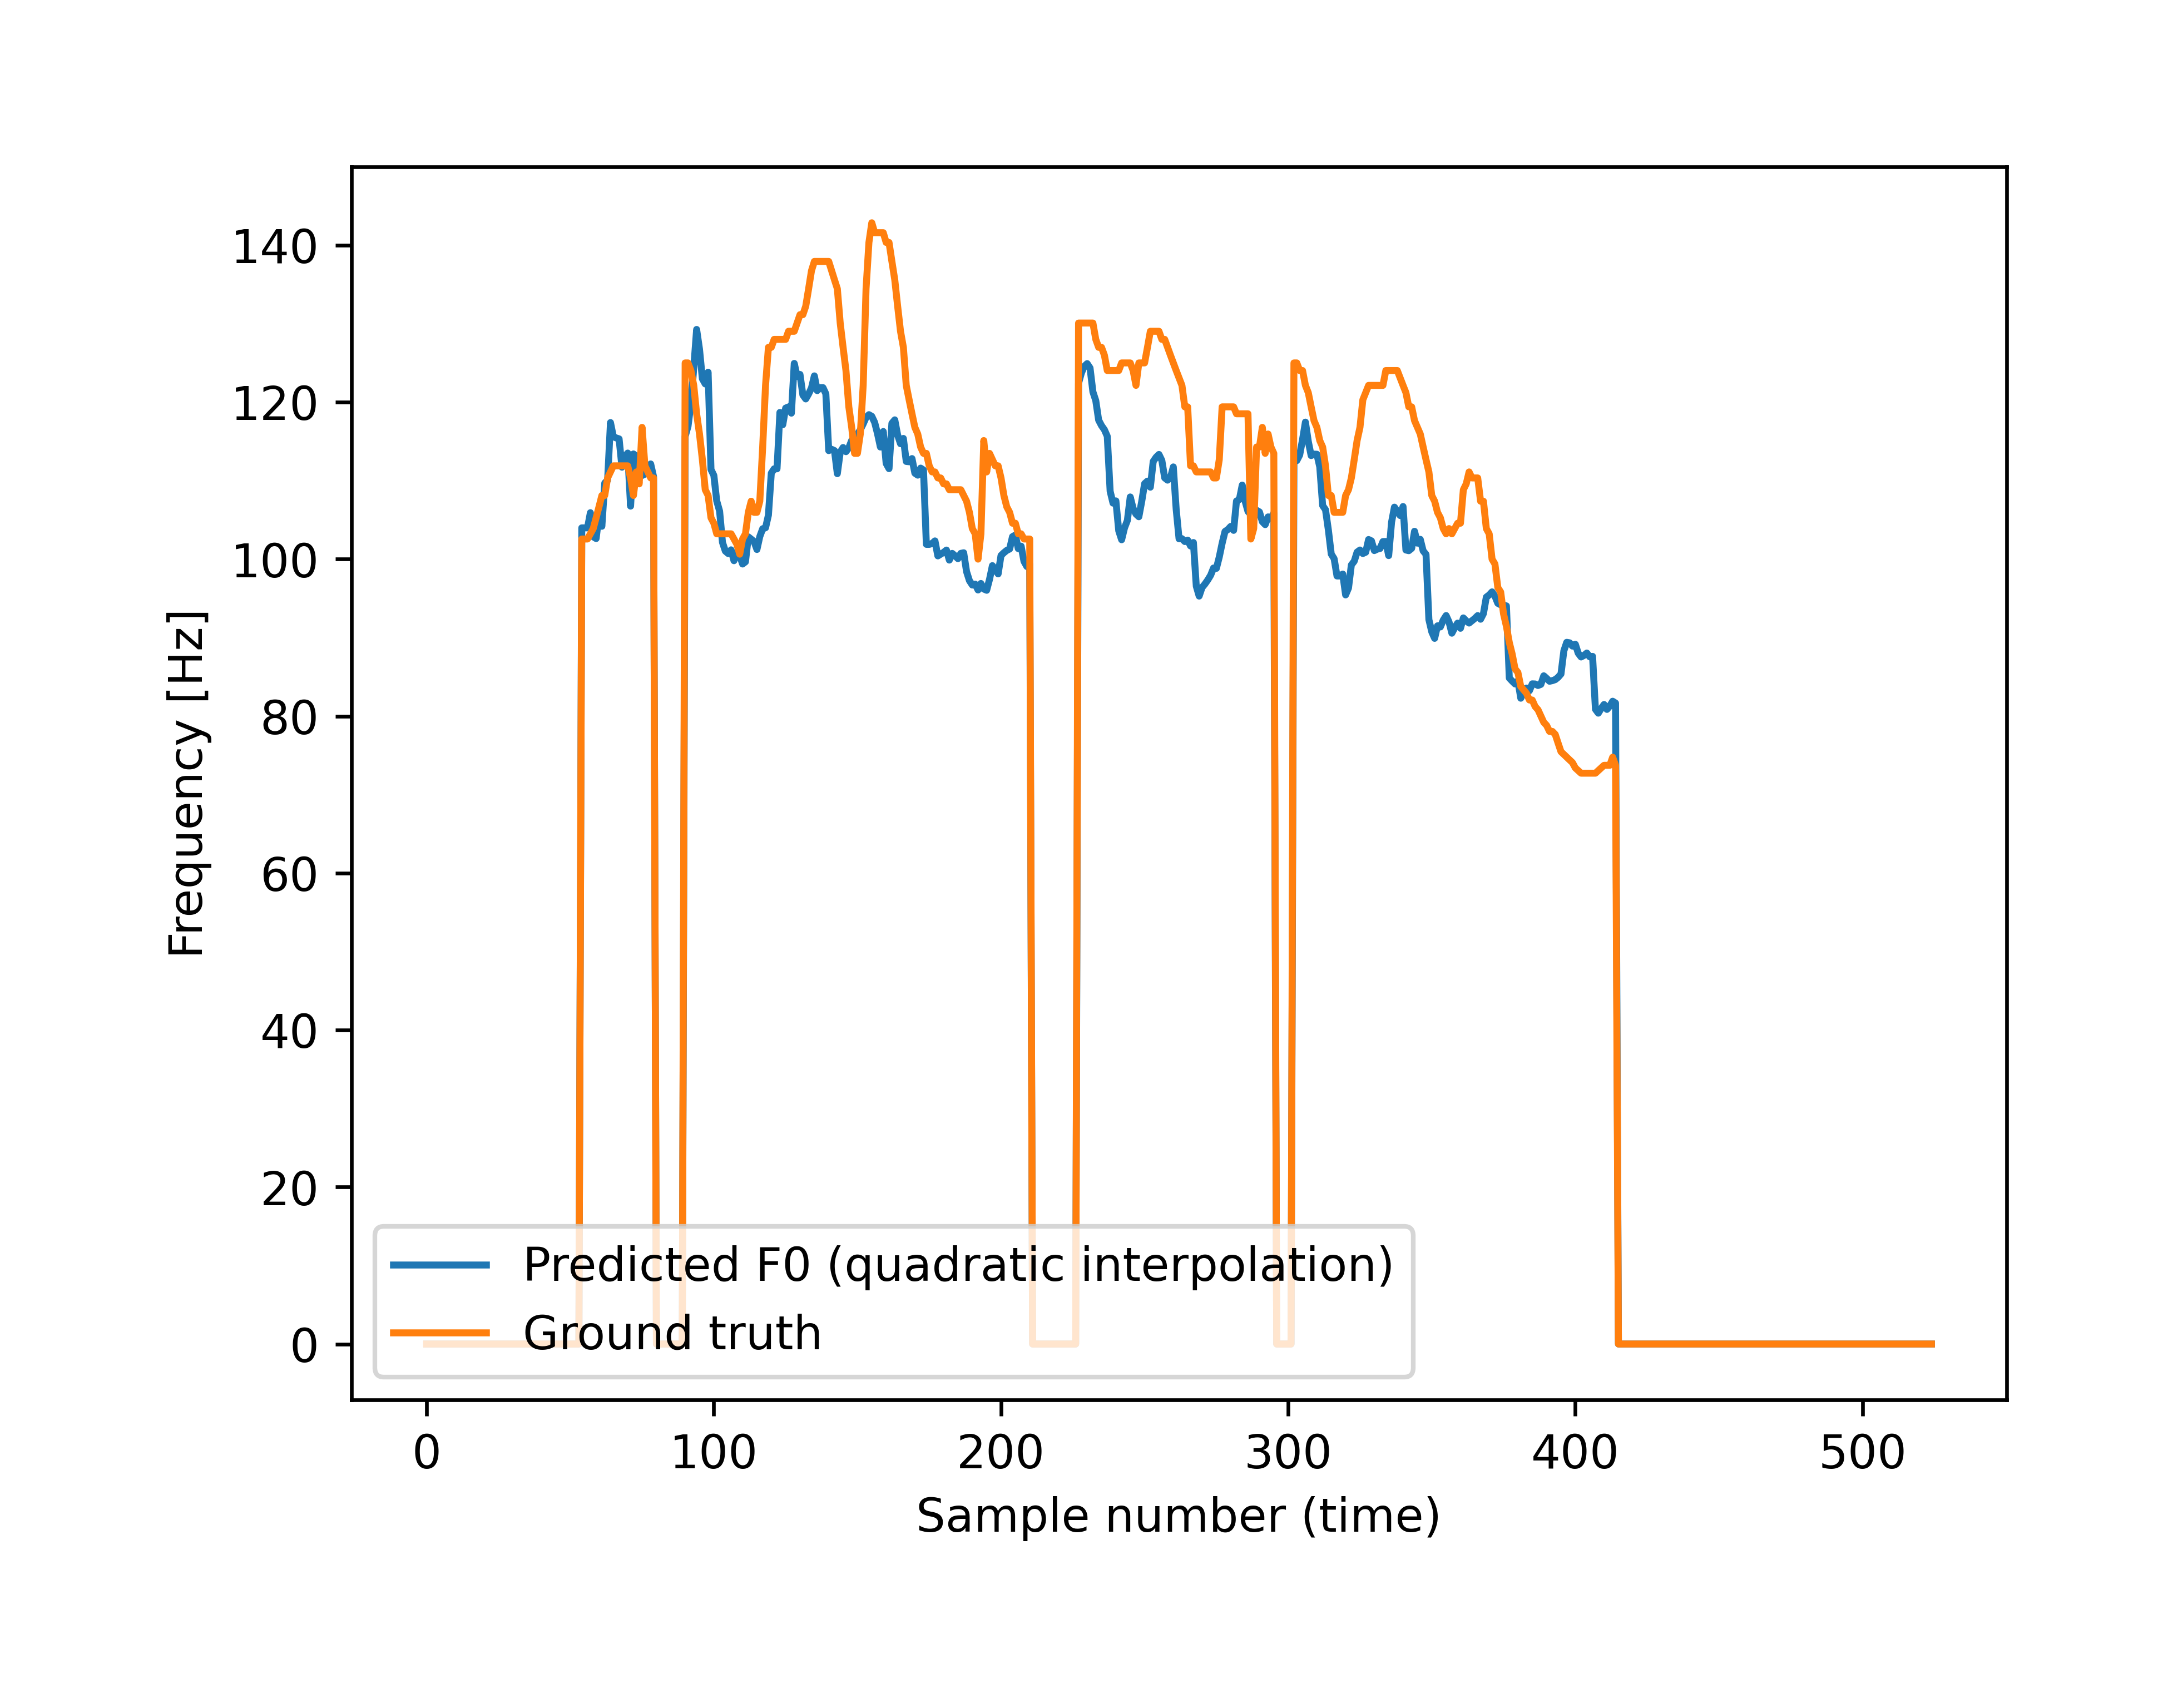 140
120
100
80
60
40
20
0
Frequency [Hz]
Predicted F0 (quadratic interpolation)
Ground truth
0 100 200 300 400 500
Sample number (time)